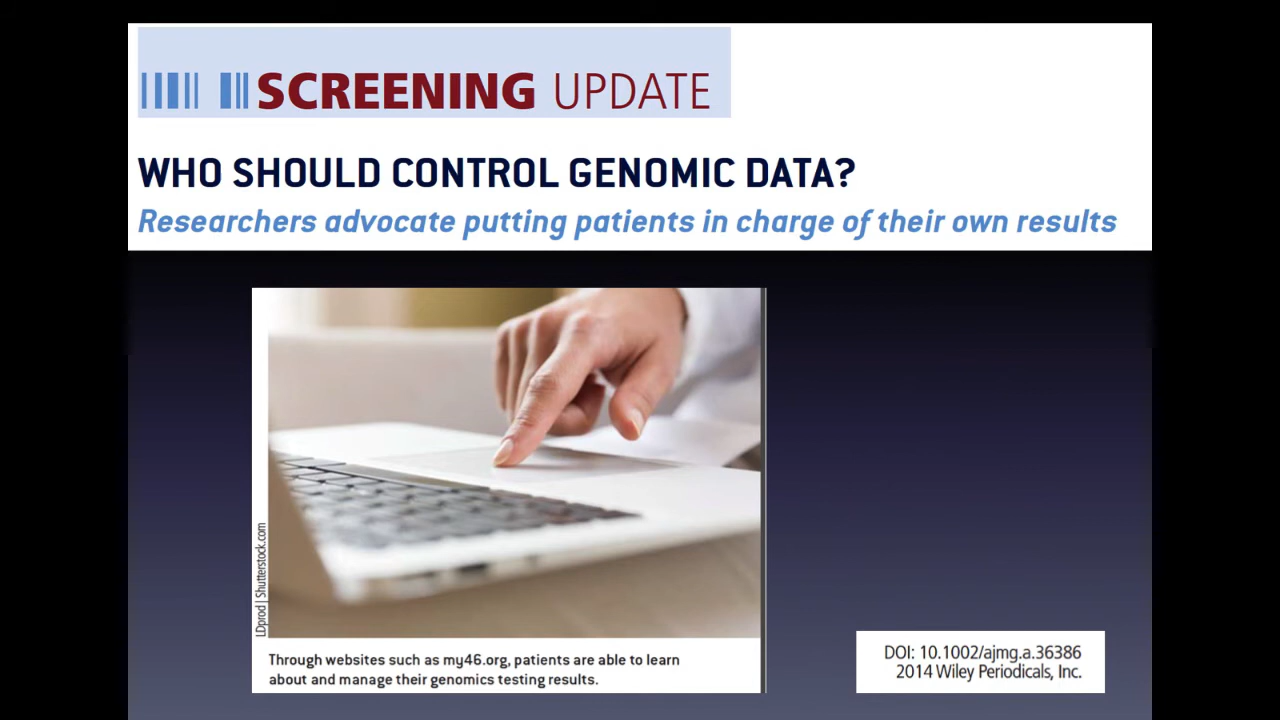 SCREENING UPDATE
WHO SHOULD CONTROL GENOMIC DATA?
Researchers advocate putting patients in charge of their own results
LDprod | Shutterstock.com
Through websites such as my46.org, patients are able to learn
about and manage their genomics testing results.
DOI: 10.1002/ajmg.a.36386
2014 Wiley Periodicals, Inc.